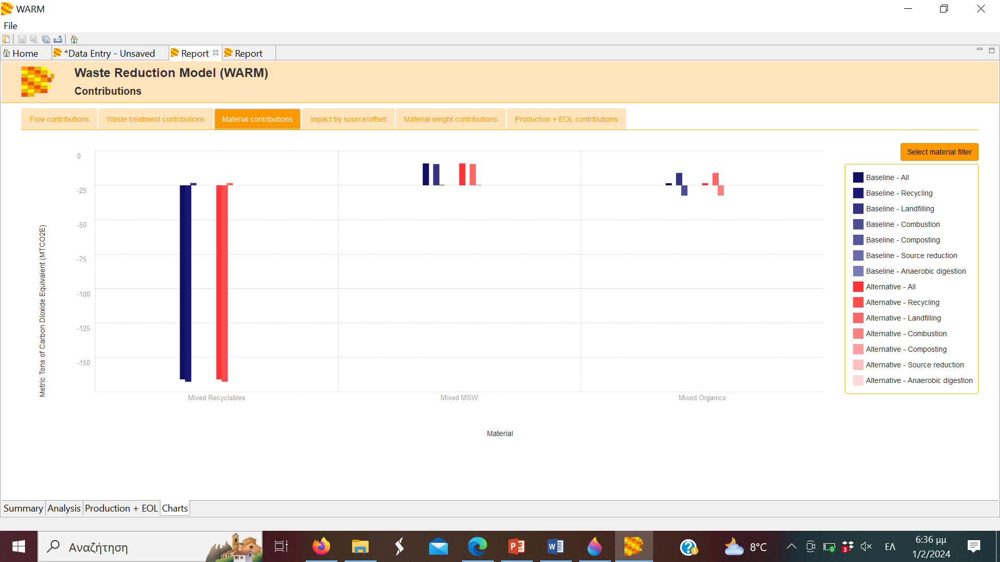 WARM
File
Home
*Data Entry - Unsaved
Report
Report
Waste Reduction Model (WARM)
Contributions
Flow contributions
Waste treatment contributions
Material contributions
Impact by source/offset
Material weight contributions
Production + EOL contributions
Select material filter
Metric Tons of Carbon Dioxide Equivalent (MTCO2E)
0
-25
-50
-75
-100
-125
-150
Mixed Recyclables
Mixed MSW
Mixed Organics
Material
Baseline - All
Baseline - Recycling
Baseline - Landfilling
Baseline - Combustion
Baseline - Composting
Baseline - Source reduction
Baseline - Anaerobic digestion
Alternative - All
Alternative - Recycling
Alternative - Landfilling
Alternative - Combustion
Alternative - Composting
Alternative - Source reduction
Alternative - Anaerobic digestion
Summary
Analysis
Production + EOL
Charts
Αναζήτηση
8°C
3
ΕΛ
6:36 μμ
1/2/2024